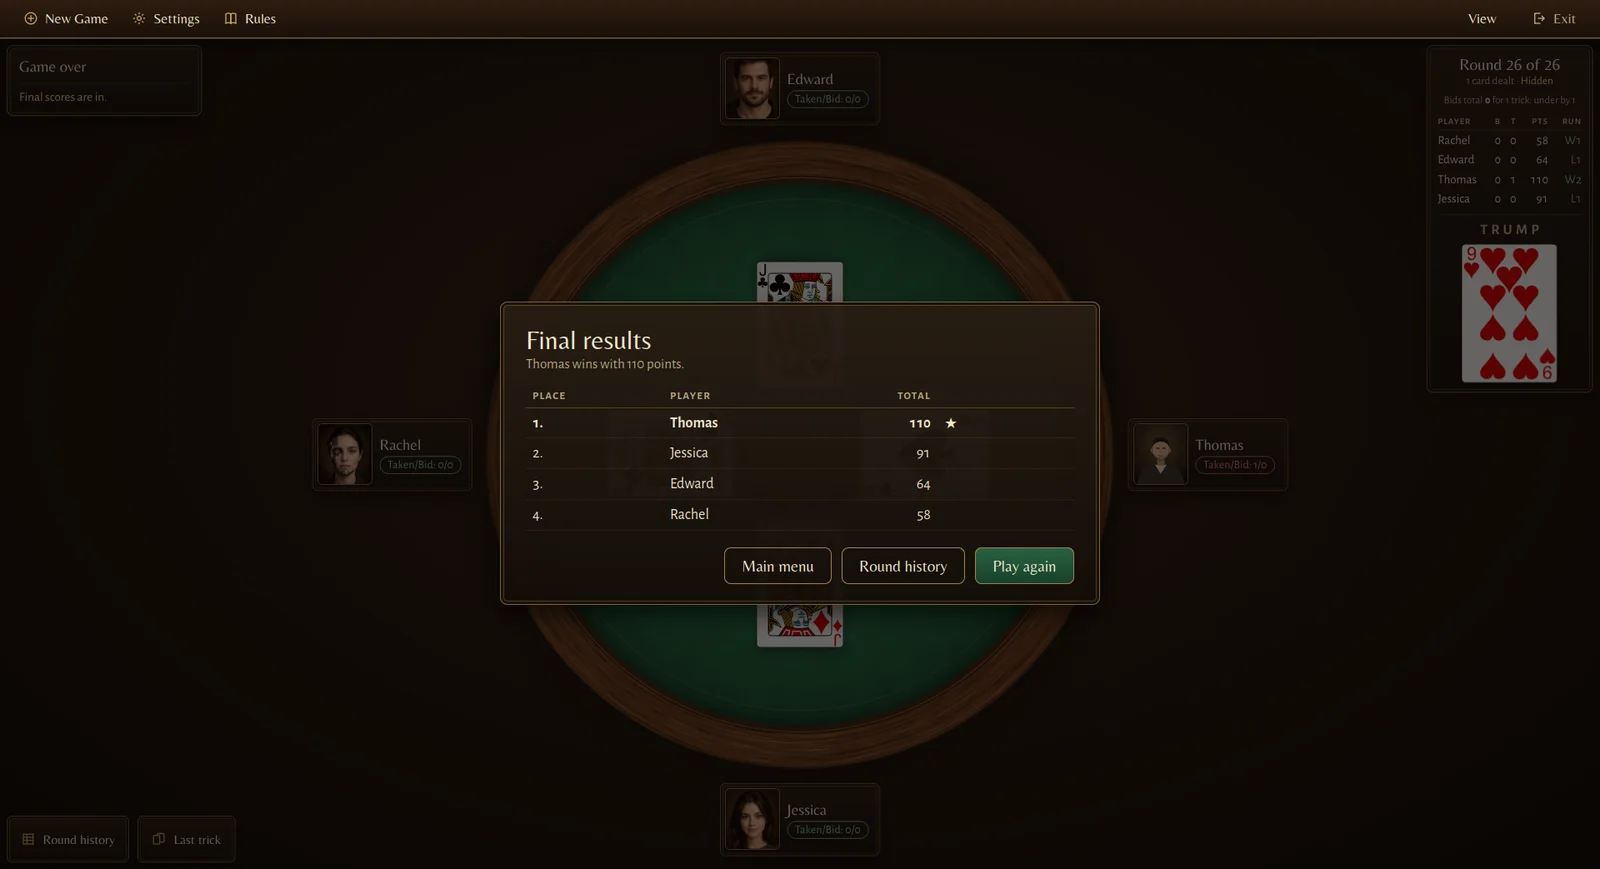 New Game Settings Rules View Exit
Game over
Final scores are in.
Edward
Taken/Bid: 0/0
Round 26 of 26
1 card dealt · Hidden
Bids total 0 for 1 trick: under by 1
PLAYER B T PTS RUN
Rachel 0 0 58 W1
Edward 0 0 64 L1
Thomas 0 1 110 W2
Jessica 0 0 91 L1
TRUMP
9
6
J
Final results
Thomas wins with 110 points.
PLACE PLAYER TOTAL
1. Thomas 110 ★
2. Jessica 91
3. Edward 64
4. Rachel 58
Main menu Round history Play again
Rachel
Taken/Bid: 0/0
Thomas
Taken/Bid: 1/0
J
Jessica
Taken/Bid: 0/0
Round history Last trick